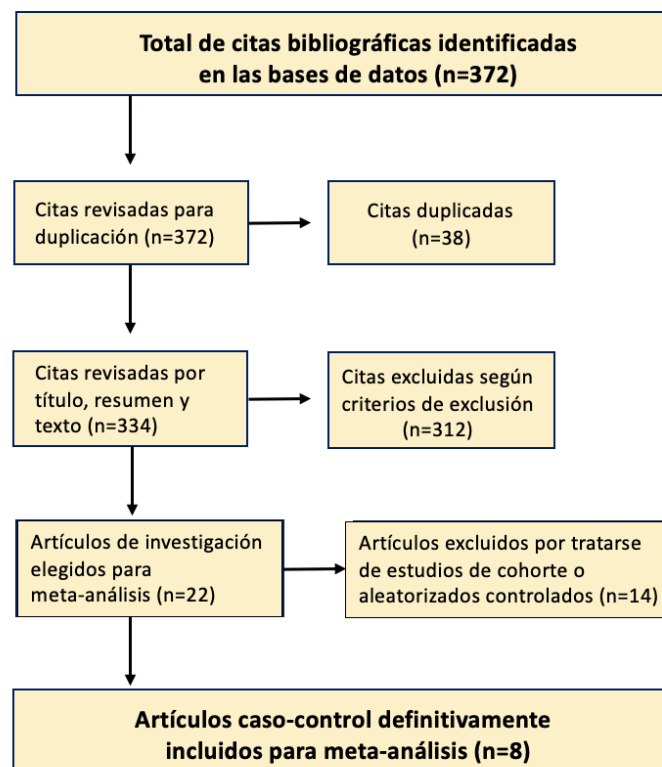 Total de citas bibliográficas identificadas
en las bases de datos (n=372)
Citas revisadas para
duplicación (n=372)
Citas duplicadas
(n=38)
Citas revisadas por
título, resumen y
texto (n=334)
Citas excluidas según
criterios de exclusión
(n=312)
Artículos de investigación
elegidos para
meta-análisis (n=22)
Artículos excluidos por tratarse
de estudios de cohorte o
aleatorizados controlados (n=14)
Artículos caso-control definitivamente
incluidos para meta-análisis (n=8)